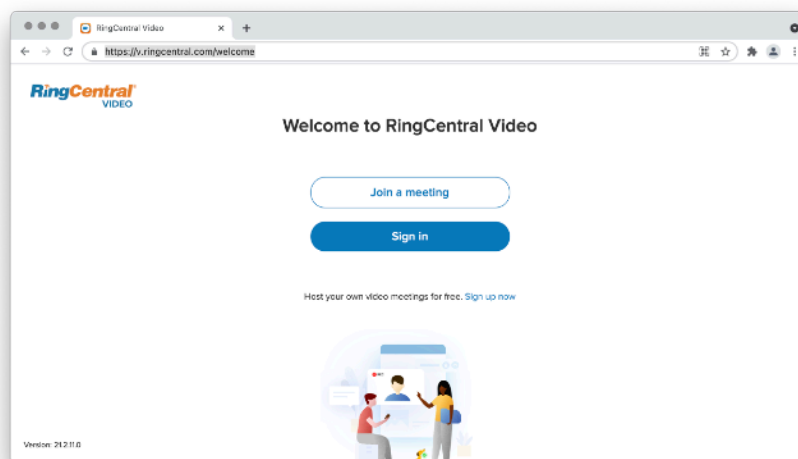 RingCentral Video
https://v.ringcentral.com/welcome
RingCentral®
VIDEO
Welcome to RingCentral Video
Join a meeting
Sign in
Host your own video meetings for free. Sign up now
Version: 21.2.11.0